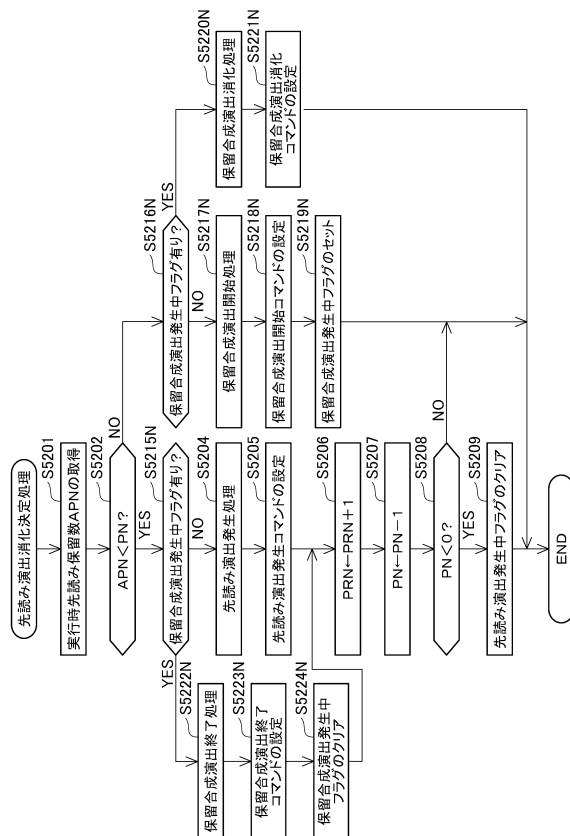 先読み演出消化決定処理
S5201
実行時先読み保留数APNの取得
S5202
APN<PN?
NO
YES
S5215N
保留合成演出発生中フラグ有り?
YES
NO
S5204
先読み演出発生処理
S5205
先読み演出発生コマンドの設定
S5206
PRN←PRN+1
S5207
PN←PN-1
S5208
PN<0?
NO
YES
S5209
先読み演出発生中フラグのクリア
END
S5216N
保留合成演出発生中フラグ有り?
YES
NO
S5217N
保留合成演出開始処理
S5218N
保留合成演出開始コマンドの設定
S5219N
保留合成演出発生中フラグのセット
S5220N
保留合成演出消化処理
S5221N
保留合成演出消化
コマンドの設定
S5222N
保留合成演出終了処理
S5223N
保留合成演出終了
コマンドの設定
S5224N
保留合成演出発生中
フラグのクリア